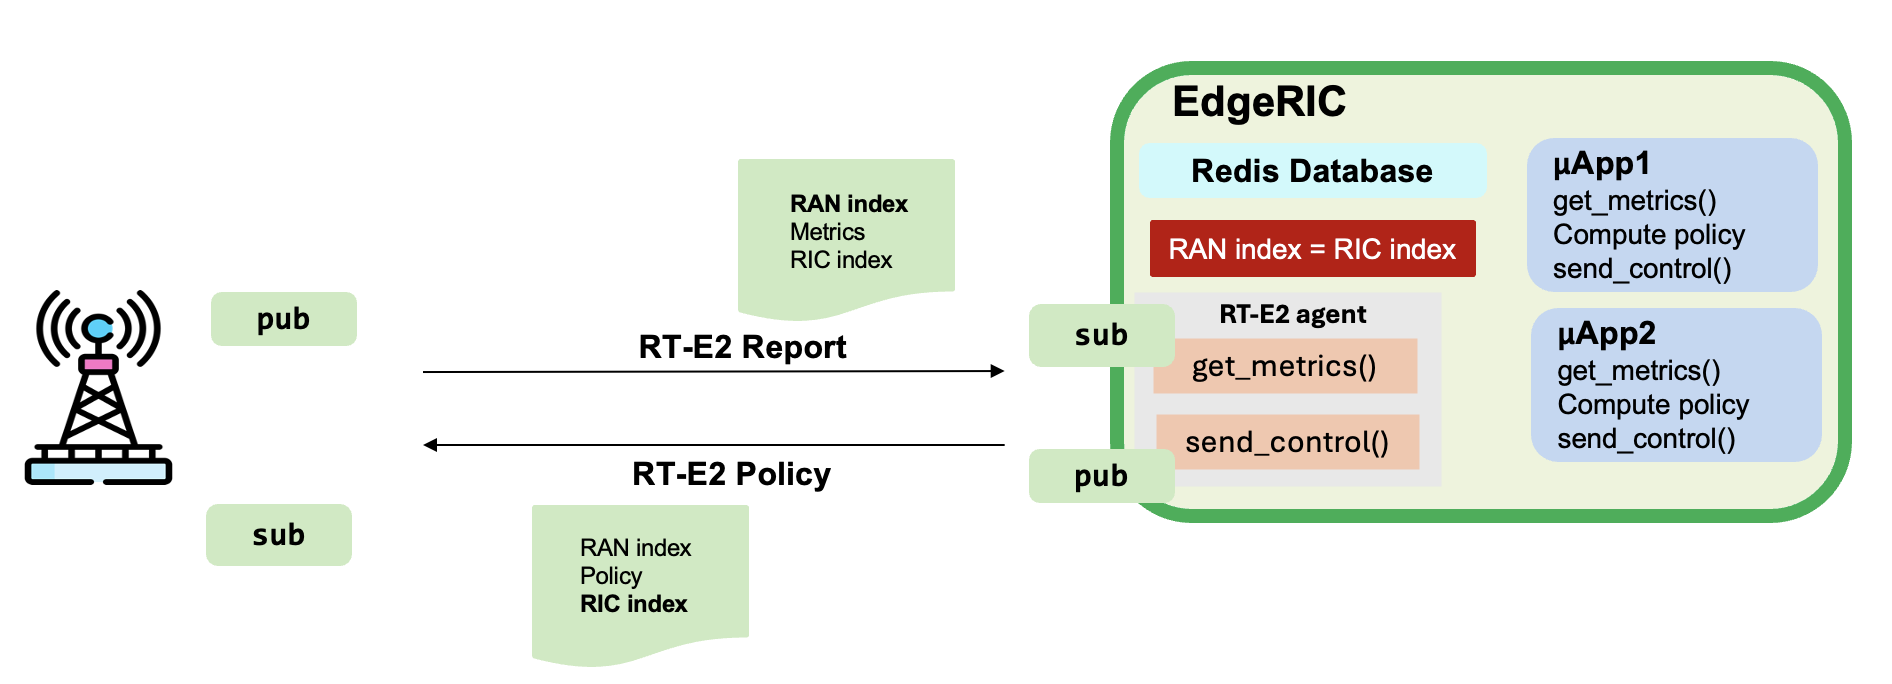 EdgeRIC
Redis Database
RAN index = RIC index
RT-E2 agent
get_metrics()
send_control()
sub
pub
µApp1
get_metrics()
Compute policy
send_control()
µApp2
get_metrics()
Compute policy
send_control()
RAN index
Metrics
RIC index
RT-E2 Report
RT-E2 Policy
RAN index
Policy
RIC index
pub
sub